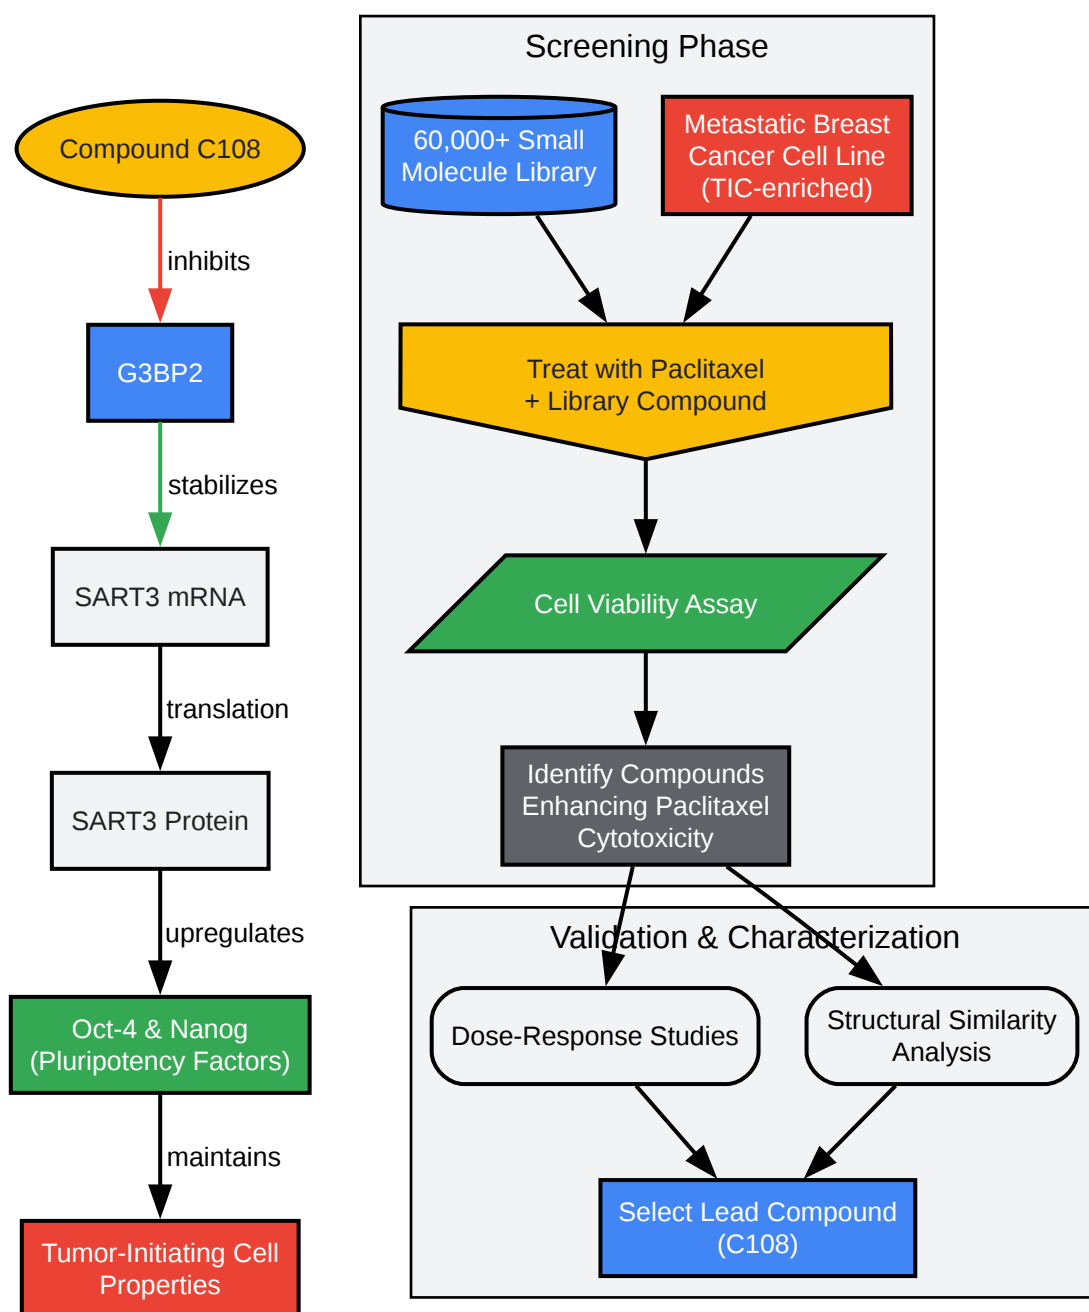 Compound C108
inhibits
G3BP2
stabilizes
SART3 mRNA
translation
SART3 Protein
upregulates
Oct-4 & Nanog
(Pluripotency Factors)
maintains
Tumor-Initiating Cell
Properties
Screening Phase
60,000+ Small
Molecule Library
Metastatic Breast
Cancer Cell Line
(TIC-enriched)
Treat with Paclitaxel
+ Library Compound
Cell Viability Assay
Identify Compounds
Enhancing Paclitaxel
Cytotoxicity
Validation & Characterization
Dose-Response Studies
Structural Similarity
Analysis
Select Lead Compound
(C108)